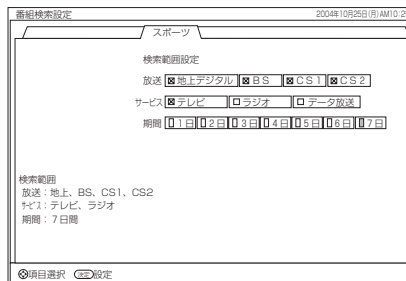 番組検索設定 2004年10月25日(月)AM10:2
スポーツ
検索範囲設定
放送 地上デジタル BS CS1 CS2
サービス テレビ ラジオ データ放送
期間 1日 2日 3日 4日 5日 6日 7日
検索範囲
放送：地上、BS、CS1、CS2
サービス：テレビ、ラジオ
期間：7日間
項目選択 決定 設定